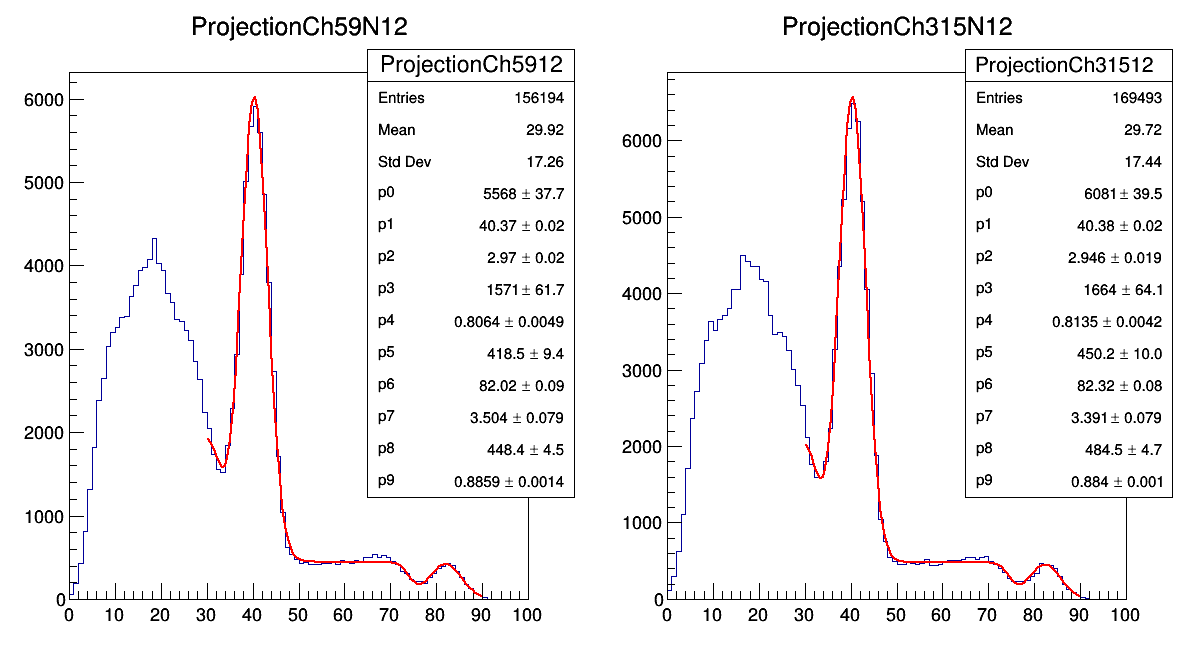 ProjectionCh59N12
ProjectionCh5912
Entries 156194
Mean 29.92
Std Dev 17.26
p0 5568 ± 37.7
p1 40.37 ± 0.02
p2 2.97 ± 0.02
p3 1571 ± 61.7
p4 0.8064 ± 0.0049
p5 418.5 ± 9.4
p6 82.02 ± 0.09
p7 3.504 ± 0.079
p8 448.4 ± 4.5
p9 0.8859 ± 0.0014
6000
5000
4000
3000
2000
1000
0
0 10 20 30 40 50 60 70 80 90 100
ProjectionCh315N12
ProjectionCh31512
Entries 169493
Mean 29.72
Std Dev 17.44
p0 6081 ± 39.5
p1 40.38 ± 0.02
p2 2.946 ± 0.019
p3 1664 ± 64.1
p4 0.8135 ± 0.0042
p5 450.2 ± 10.0
p6 82.32 ± 0.08
p7 3.391 ± 0.079
p8 484.5 ± 4.7
p9 0.884 ± 0.001
6000
5000
4000
3000
2000
1000
0
0 10 20 30 40 50 60 70 80 90 100